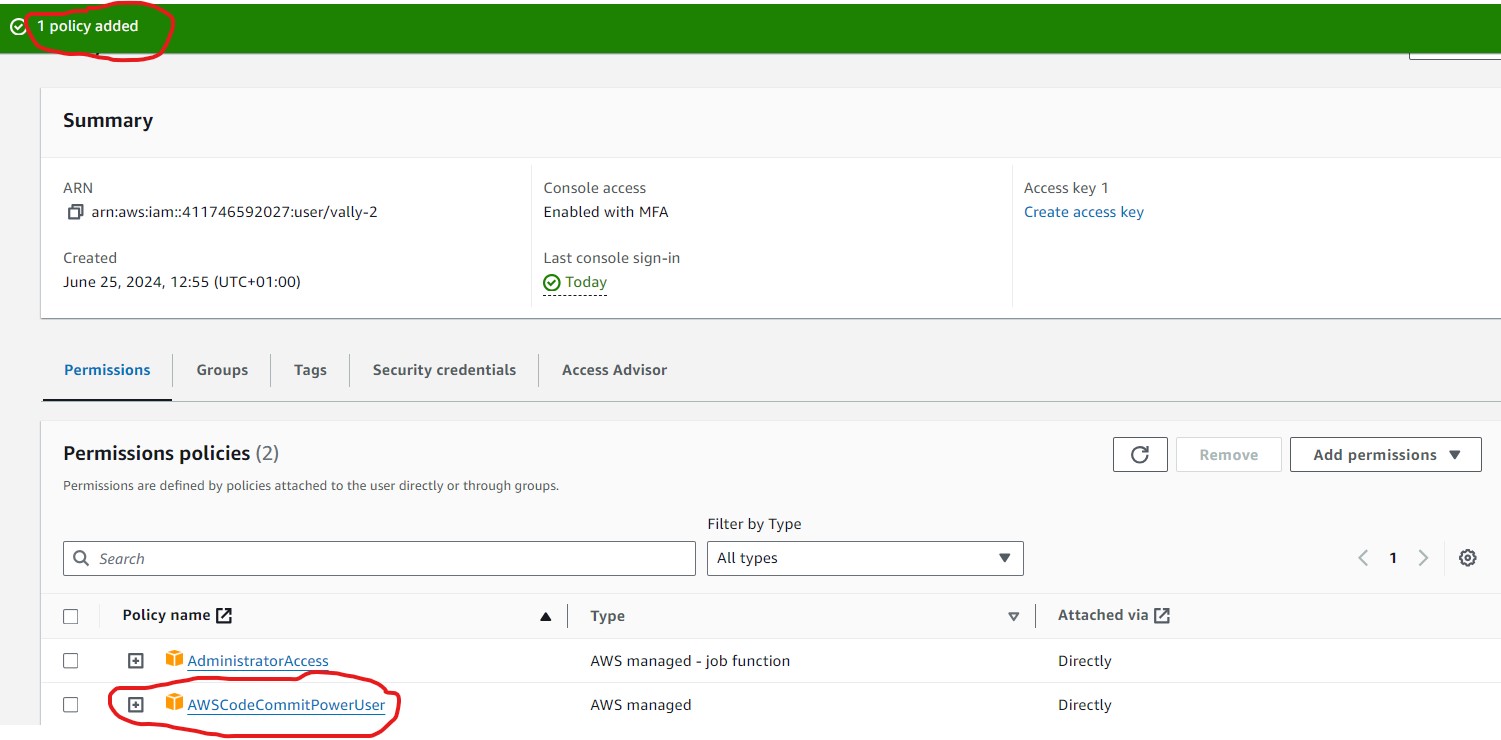 1 policy added
Summary
ARN
arn:aws:iam::411746592027:user/vally-2
Console access
Enabled with MFA
Access key 1
Create access key
Created
June 25, 2024, 12:55 (UTC+01:00)
Last console sign-in
Today
Permissions
Groups
Tags
Security credentials
Access Advisor
Permissions policies (2)
Remove
Add permissions
Permissions are defined by policies attached to the user directly or through groups.
Filter by Type
Search
All types
1
Policy name
Type
Attached via
AdministratorAccess
AWS managed - job function
Directly
AWSCodeCommitPowerUser
AWS managed
Directly